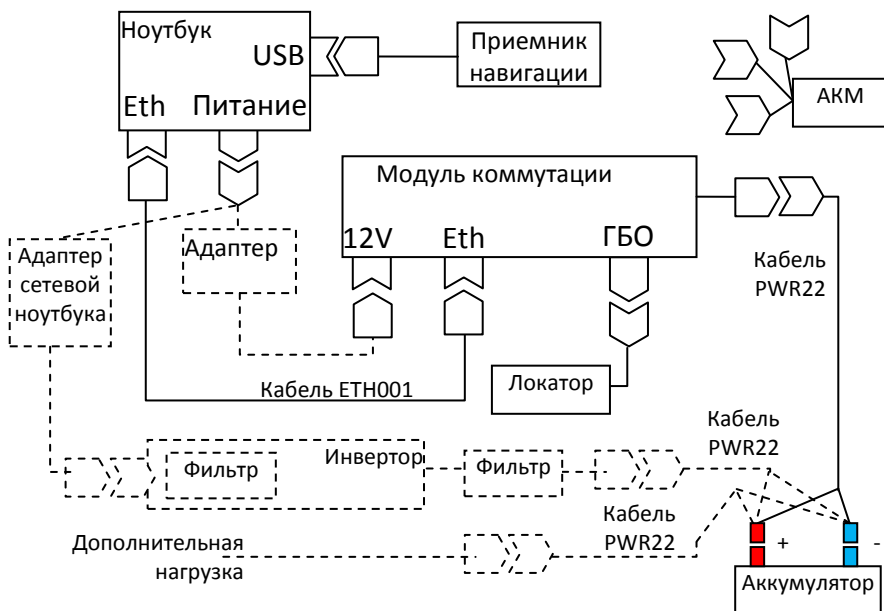 Ноутбук
USB
Eth Питание
Приемник
навигации
АКМ
Модуль коммутации
12V Eth ГБО
Адаптер
сетевой
ноутбука
Адаптер
Кабель
PWR22
Локатор
Кабель ETH001
Кабель
PWR22
Фильтр
Инвертор
Фильтр
Дополнительная
нагрузка
Кабель
PWR22
+ -
Аккумулятор